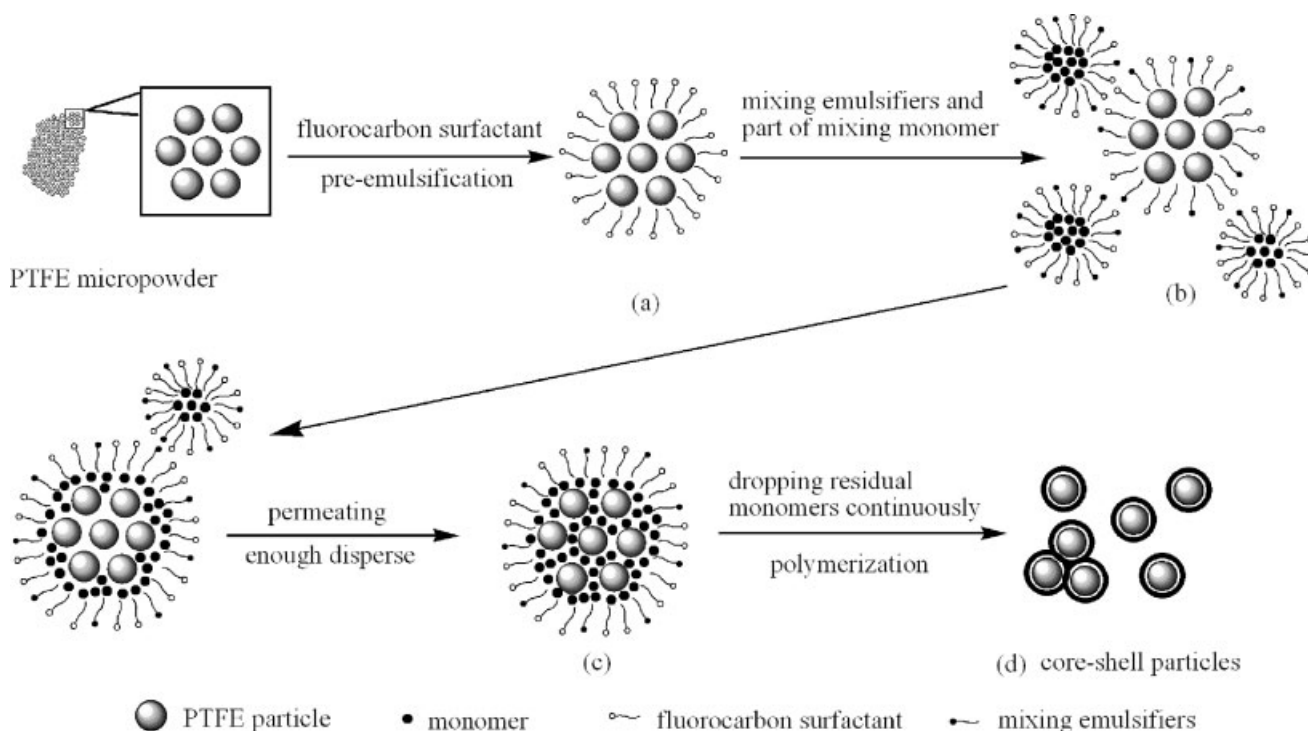 fluorocarbon surfactant
pre-emulsification
mixing emulsifiers and
part of mixing monomer
PTFE micropowder
(a)
(b)
permeating
enough disperse
dropping residual
monomers continuously
polymerization
(c)
(d) core-shell particles
PTFE particle
monomer
fluorocarbon surfactant
mixing emulsifiers